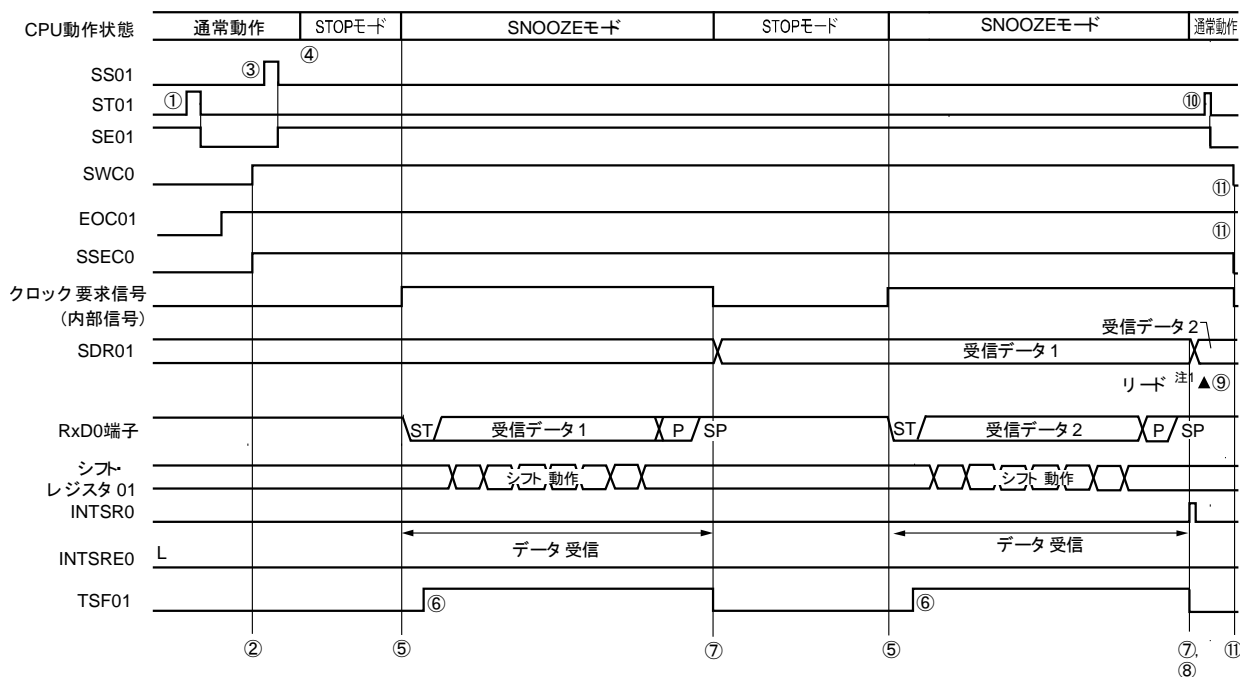 CPU動作状態 通常動作 STOPモード SNOOZEモード STOPモード SNOOZEモード 通常動作
④
SS01 ③
ST01 ① ⑩
SE01
SWC0 ⑪
EOC01
SSEC0 ⑪
クロック要求信号
(内部信号)
受信データ2
SDR01 受信データ1
リード 注1 ▲⑨
RxD0端子 ST 受信データ1 P SP ST 受信データ2 P SP
シフト・
レジスタ01 シフト動作 シフト動作
INTSR0
データ受信 データ受信
INTSRE0 L
TSF01 ⑥ ⑥
② ⑤ ⑦ ⑤ ⑦, ⑪
⑧